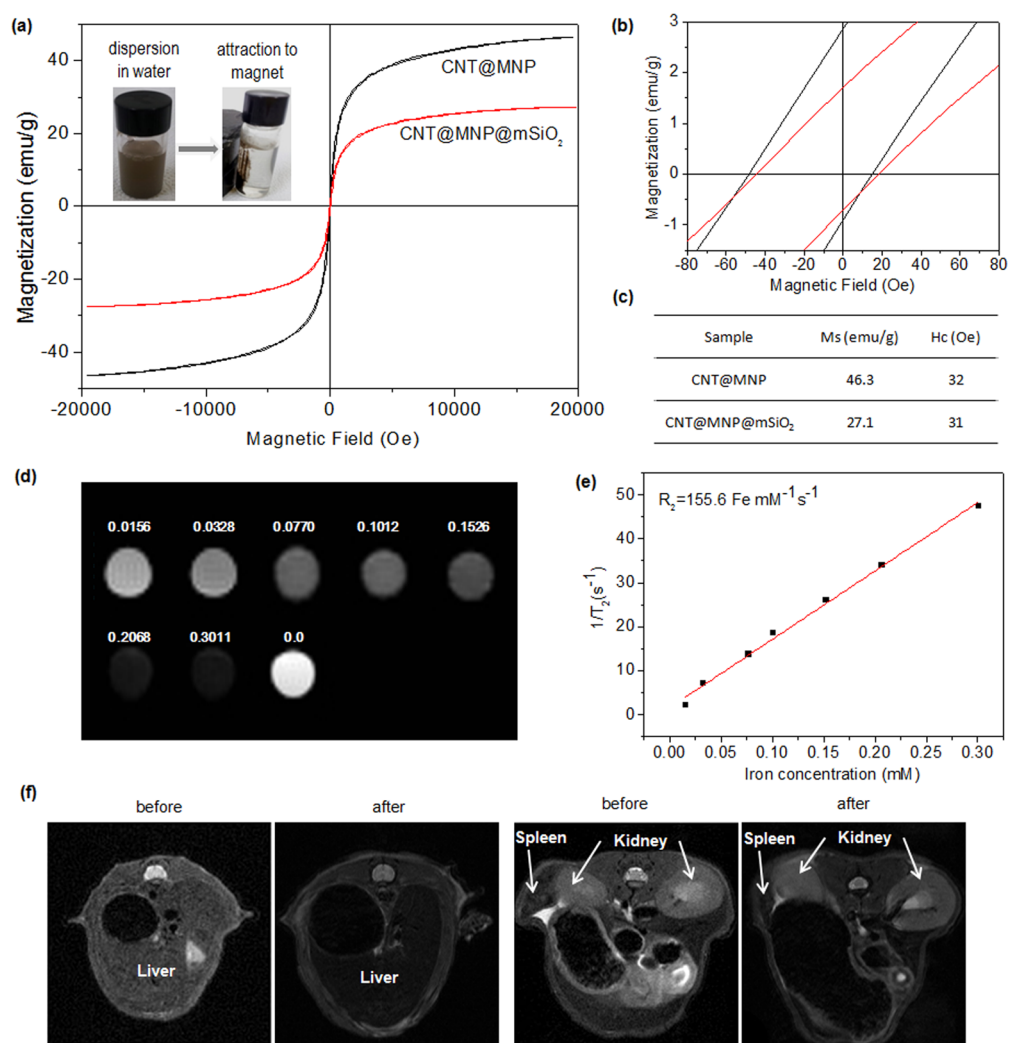 (a)
dispersion
in water
attraction to
magnet
CNT@MNP
CNT@MNP@mSiO₂
Magnetization (emu/g)
40
20
0
-20
-40
-20000 -10000 0 10000 20000
Magnetic Field (Oe)
(b)
Magnetization (emu/g)
3
2
1
0
-1
-80 -60 -40 -20 0 20 40 60 80
Magnetic Field (Oe)
(c)
Sample Ms (emu/g) Hc (Oe)
CNT@MNP 46.3 32
CNT@MNP@mSiO₂ 27.1 31
(d)
0.0156 0.0328 0.0770 0.1012 0.1526
0.2068 0.3011 0.0
(e)
R₂=155.6 Fe mM⁻¹s⁻¹
1/T₂(s⁻¹)
50
40
30
20
10
0
0.00 0.05 0.10 0.15 0.20 0.25 0.30
Iron concentration (mM)
(f)
before after before after
Liver
Liver
Spleen Kidney
Spleen Kidney